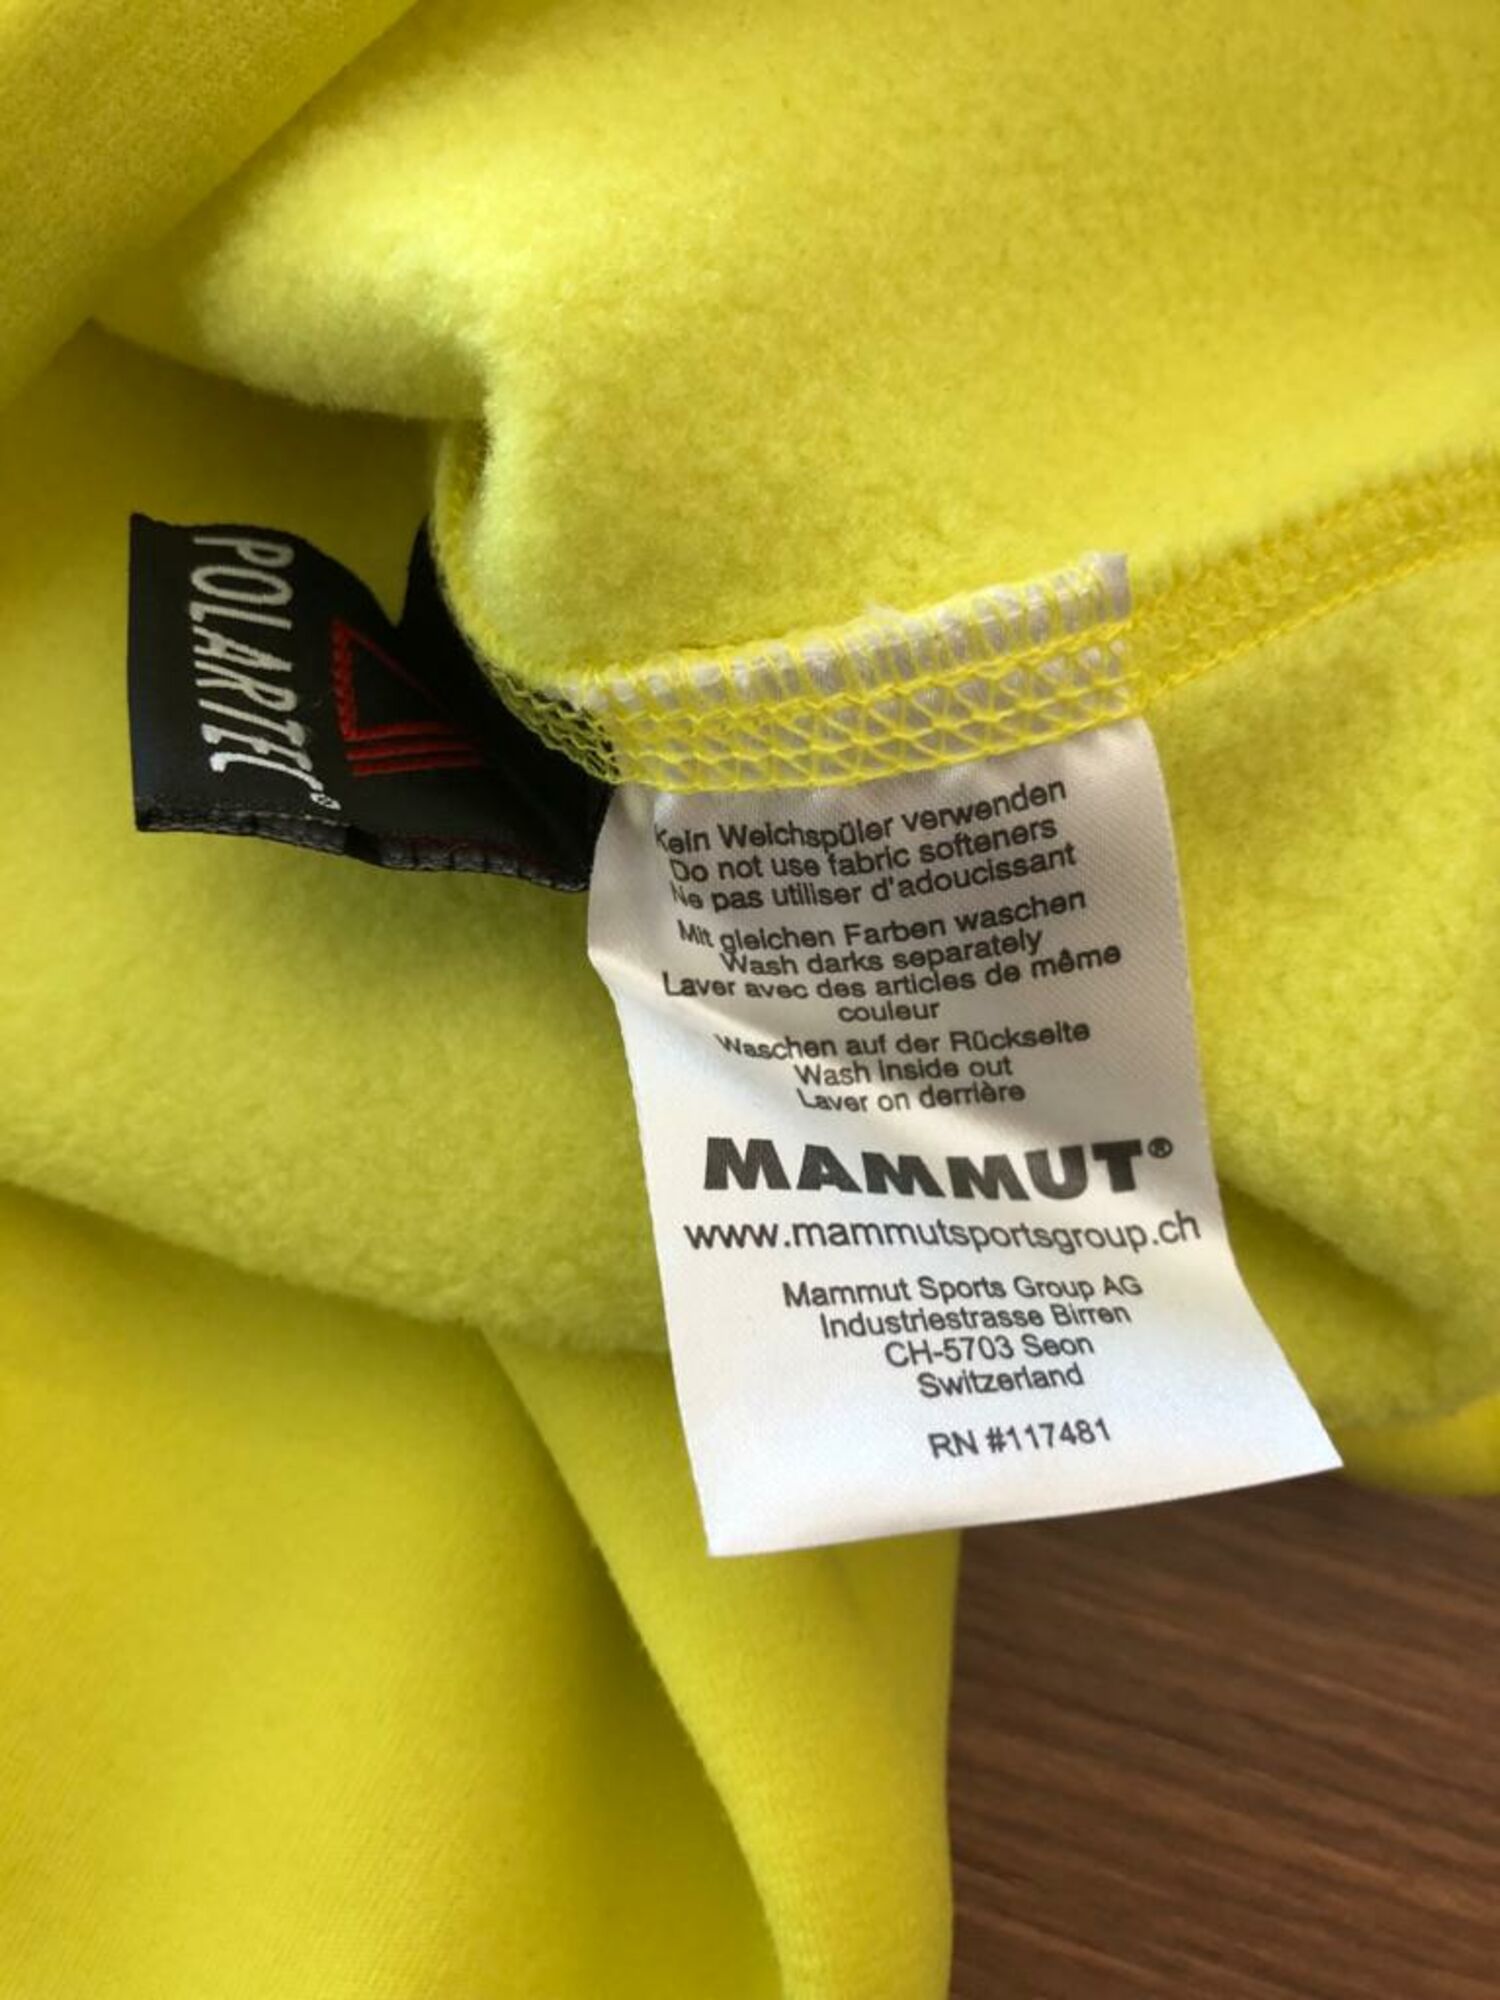 POLARTEC®
Kein Weichspüler verwenden
Do not use fabric softeners
Ne pas utiliser d'adoucissant
Mit gleichen Farben waschen
Wash darks separately
Laver avec des articles de même
couleur
Waschen auf der Rückseite
Wash inside out
Laver on derrière
MAMMUT®
www.mammutsportsgroup.ch
Mammut Sports Group AG
Industriestrasse Birren
CH-5703 Seon
Switzerland
RN #117481